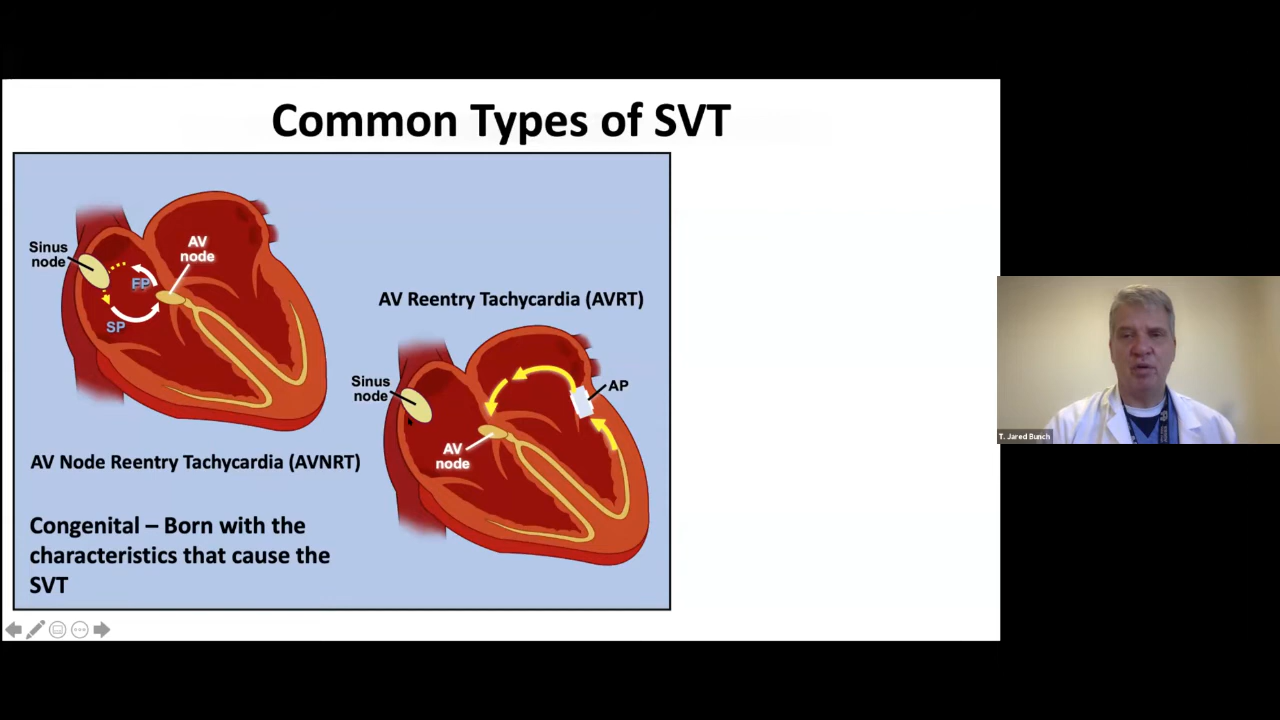 Common Types of SVT
Sinus
node
AV
node
FP
SP
AV Node Reentry Tachycardia (AVNRT)
Congenital – Born with the
characteristics that cause the
SVT
AV Reentry Tachycardia (AVRT)
Sinus
node
AP
AV
node
T. Jared Bunch